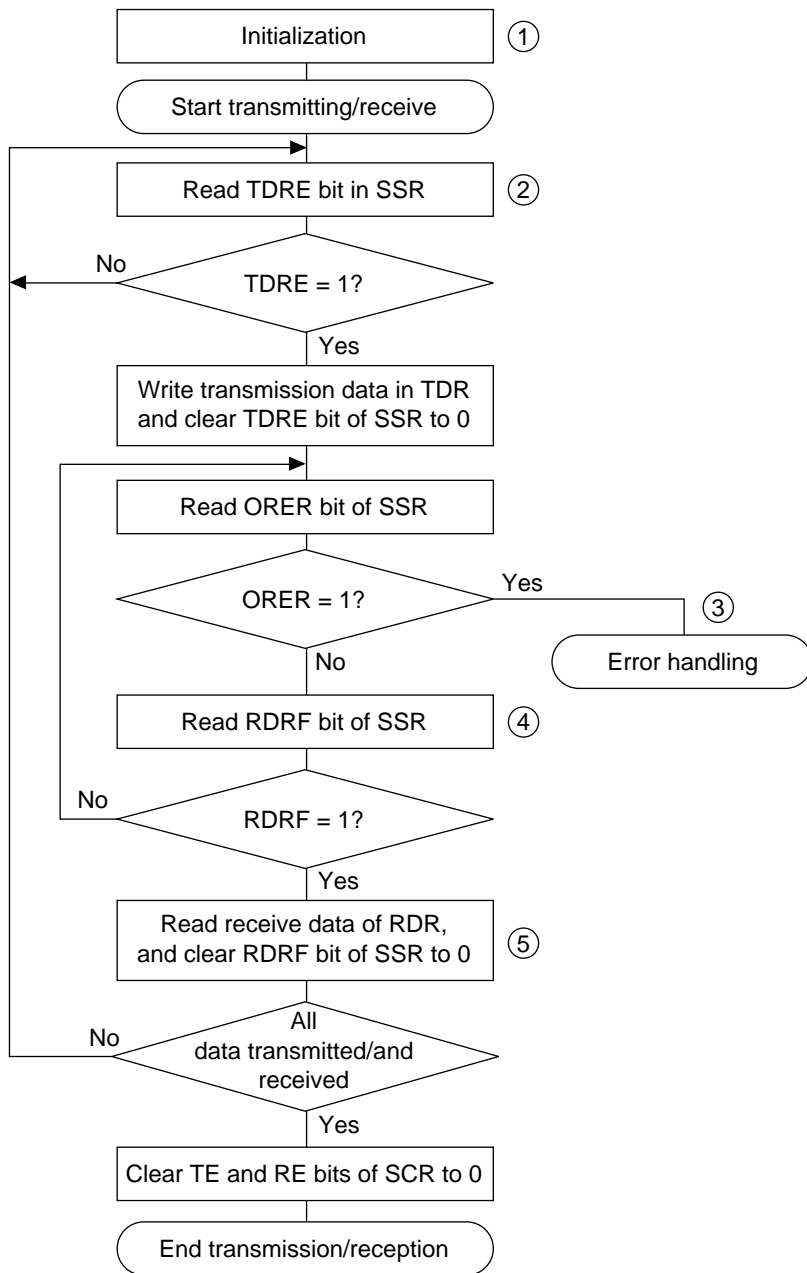 Initialization
①
Start transmitting/receive
Read TDRE bit in SSR
②
No
TDRE = 1?
Yes
Write transmission data in TDR
and clear TDRE bit of SSR to 0
Read ORER bit of SSR
Yes
ORER = 1?
③
No
Error handling
Read RDRF bit of SSR
④
No
RDRF = 1?
Yes
Read receive data of RDR,
and clear RDRF bit of SSR to 0
⑤
All
No
data transmitted/and
received
Yes
Clear TE and RE bits of SCR to 0
End transmission/reception